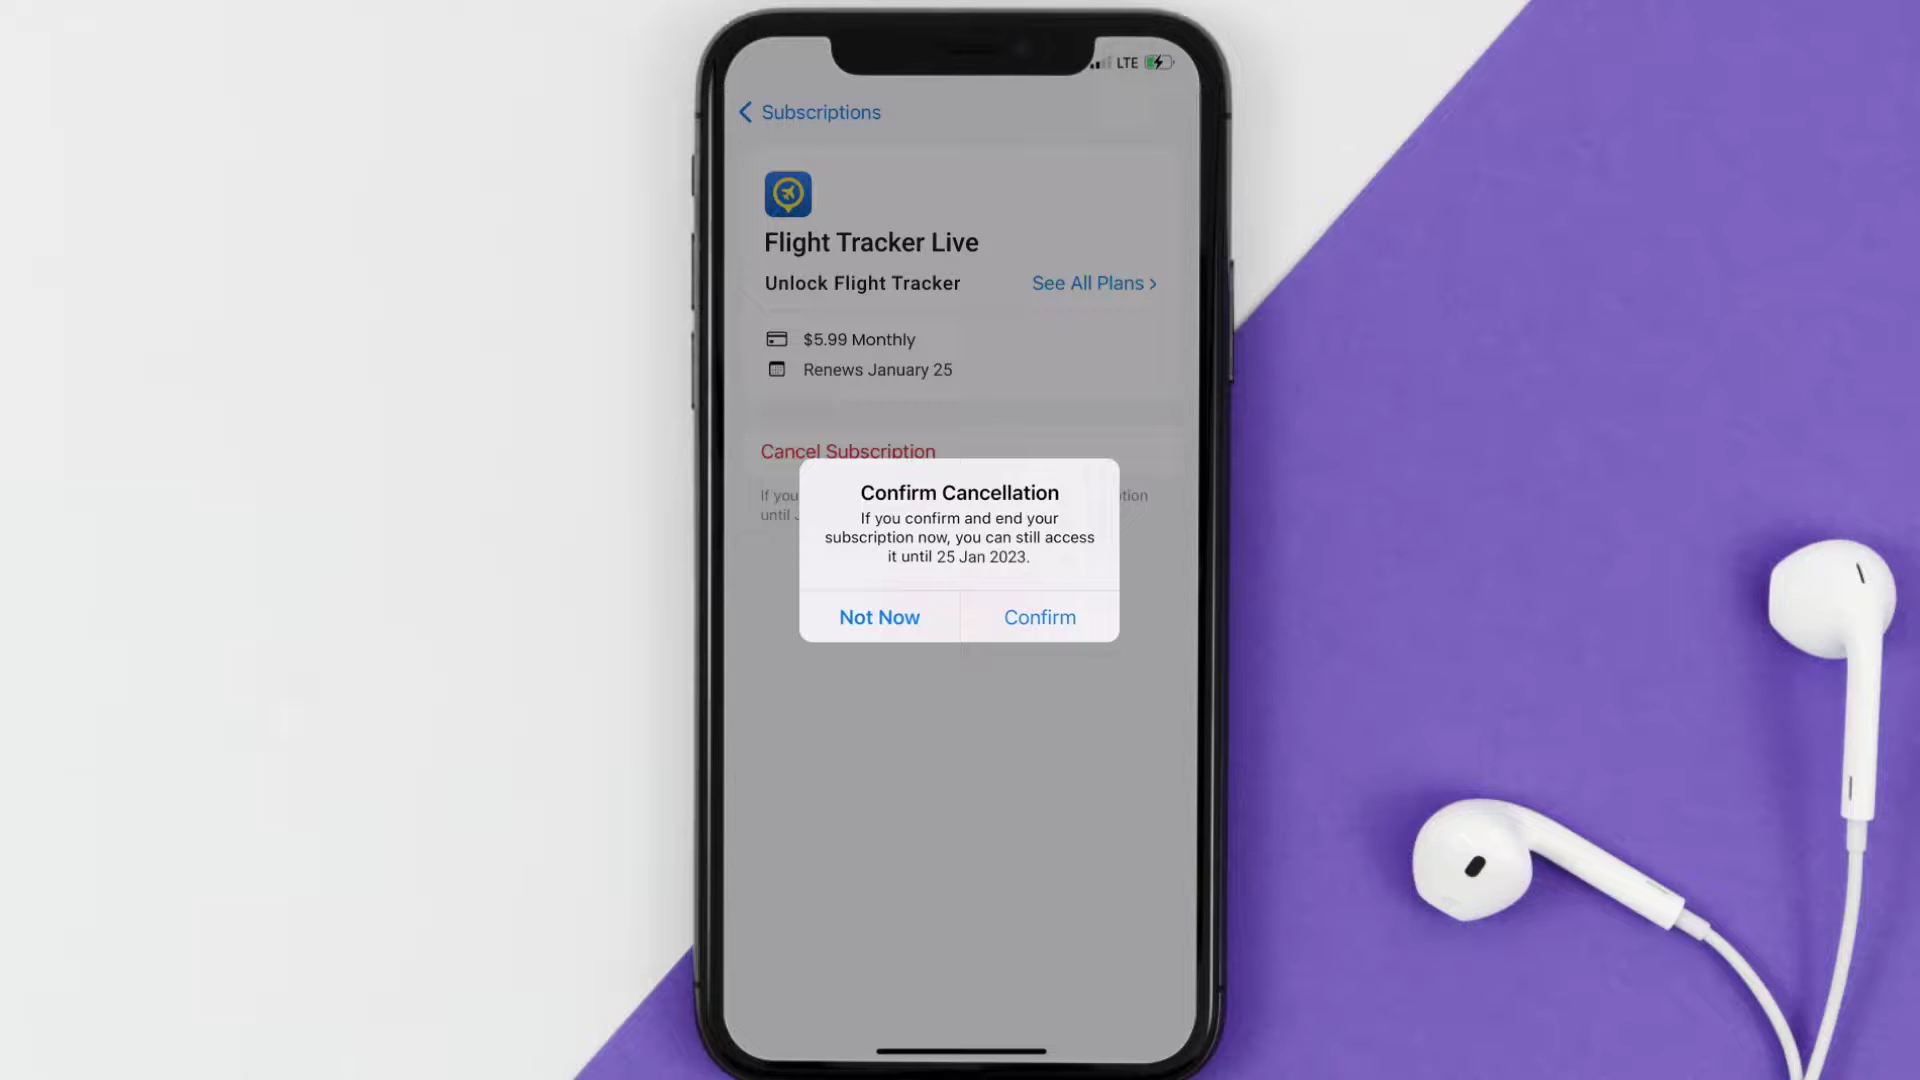 LTE
Subscriptions
Flight Tracker Live
Unlock Flight Tracker
See All Plans
$5.99 Monthly
Renews January 25
Cancel Subscription
If you
tion
until
Confirm Cancellation
If you confirm and end your
subscription now, you can still access
it until 25 Jan 2023.
Not Now
Confirm